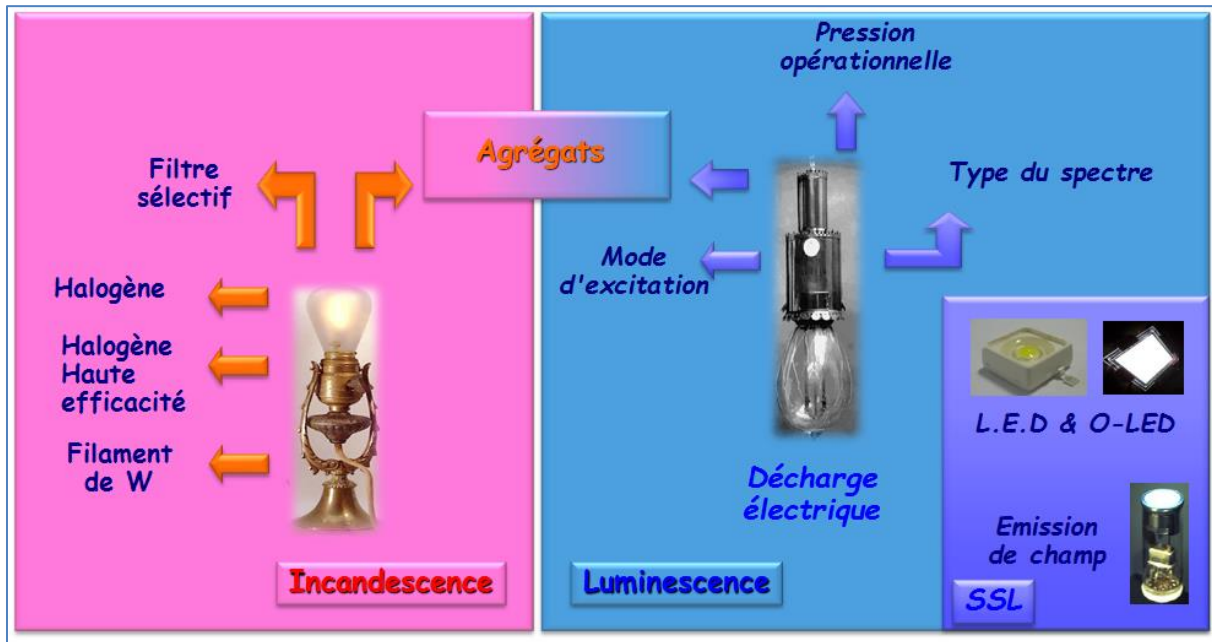 Filtre
sélectif
Agrégats
Halogène
Halogène
Haute
efficacité
Filament
de W
Incandescence
Pression
opérationnelle
Type du spectre
Mode
d'excitation
Décharge
électrique
Luminescence
L.E.D & O-LED
Emission
de champ
SSL